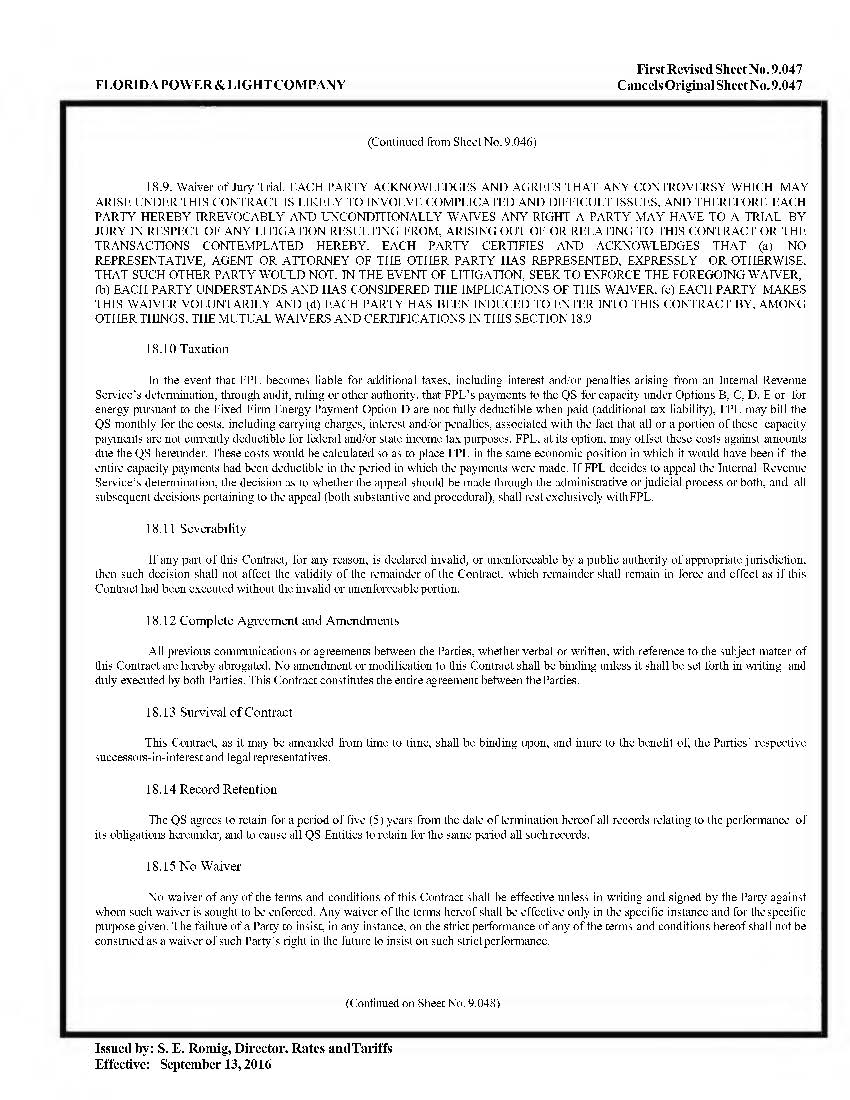 First Revised Sheet No. 9.047
FLORIDA POWER & LIGHT COMPANY
Cancels Original Sheet No. 9.047
(Continued from Sheet No. 9.046)
18.9. Waiver of Jury Trial. EACH PARTY ACKNOWLEDGES AND AGREES THAT ANY CONTROVERSY WHICH MAY
ARISE UNDER THIS CONTRACT IS LIKELY TO INVOLVE COMPLICATED AND DIFFICULT ISSUES, AND THEREFORE EACH
PARTY HEREBY IRREVOCABLY AND UNCONDITIONALLY WAIVES ANY RIGHT A PARTY MAY HAVE TO A TRIAL BY
JURY IN RESPECT OF ANY LITIGATION RESULTING FROM, ARISING OUT OF OR RELATING TO THIS CONTRACT OR THE
TRANSACTIONS CONTEMPLATED HEREBY. EACH PARTY CERTIFIES AND ACKNOWLEDGES THAT (a) NO
REPRESENTATIVE, AGENT OR ATTORNEY OF THE OTHER PARTY HAS REPRESENTED, EXPRESSLY OR OTHERWISE,
THAT SUCH OTHER PARTY WOULD NOT, IN THE EVENT OF LITIGATION, SEEK TO ENFORCE THE FOREGOING WAIVER,
(b) EACH PARTY UNDERSTANDS AND HAS CONSIDERED THE IMPLICATIONS OF THIS WAIVER, (c) EACH PARTY MAKES
THIS WAIVER VOLUNTARILY AND (d) EACH PARTY HAS BEEN INDUCED TO ENTER INTO THIS CONTRACT BY, AMONG
OTHER THINGS, THE MUTUAL WAIVERS AND CERTIFICATIONS IN THIS SECTION 18.9
18.10 Taxation
In the event that FPL becomes liable for additional taxes, including interest and/or penalties arising from an Internal Revenue
Service's determination, through audit, ruling or other authority, that FPL's payments to the QS for capacity under Options B, C, D, E or for
energy pursuant to the Fixed Firm Energy Payment Option D are not fully deductible when paid (additional tax liability), FPL may bill the
QS monthly for the costs, including carrying charges, interest and/or penalties, associated with the fact that all or a portion of these capacity
payments are not currently deductible for federal and/or state income tax purposes. FPL, at its option, may offset these costs against amounts
due the QS hereunder. These costs would be calculated so as to place FPL in the same economic position in which it would have been if the
entire capacity payments had been deductible in the period in which the payments were made. If FPL decides to appeal the Internal Revenue
Service's determination, the decision as to whether the appeal should be made through the administrative or judicial process or both, and all
subsequent decisions pertaining to the appeal (both substantive and procedural), shall rest exclusively with FPL.
18.11 Severability
If any part of this Contract, for any reason, is declared invalid, or unenforceable by a public authority of appropriate jurisdiction,
then such decision shall not affect the validity of the remainder of the Contract, which remainder shall remain in force and effect as if this
Contract had been executed without the invalid or unenforceable portion.
18.12 Complete Agreement and Amendments
All previous communications or agreements between the Parties, whether verbal or written, with reference to the subject matter of
this Contract are hereby abrogated. No amendment or modification to this Contract shall be binding unless it shall be set forth in writing and
duly executed by both Parties. This Contract constitutes the entire agreement between the Parties.
18.13 Survival of Contract
This Contract, as it may be amended from time to time, shall be binding upon, and inure to the benefit of, the Parties' respective
successors-in-interest and legal representatives.
18.14 Record Retention
The QS agrees to retain for a period of five (5) years from the date of termination hereof all records relating to the performance of
its obligations hereunder, and to cause all QS Entities to retain for the same period all such records.
18.15 No Waiver
No waiver of any of the terms and conditions of this Contract shall be effective unless in writing and signed by the Party against
whom such waiver is sought to be enforced. Any waiver of the terms hereof shall be effective only in the specific instance and for the specific
purpose given. The failure of a Party to insist, in any instance, on the strict performance of any of the terms and conditions hereof shall not be
construed as a waiver of such Party's right in the future to insist on such strict performance.
(Continued on Sheet No. 9.048)
Issued by: S. E. Romig, Director, Rates and Tariffs
Effective: September 13, 2016